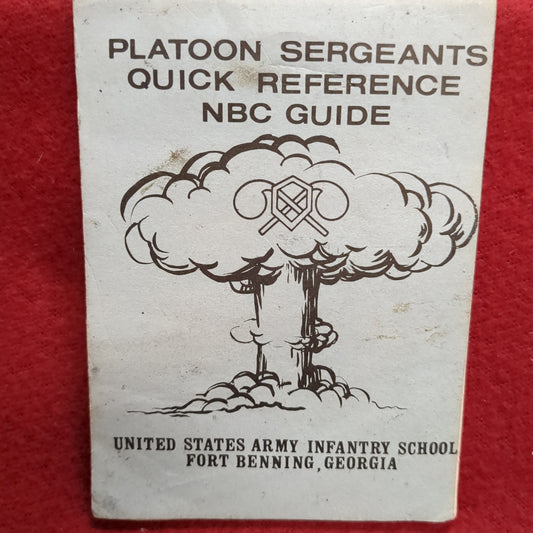 PLATOON SERGEANTS
QUICK REFERENCE
NBC GUIDE
UNITED STATES ARMY INFANTRY SCHOOL
FORT BENNING, GEORGIA